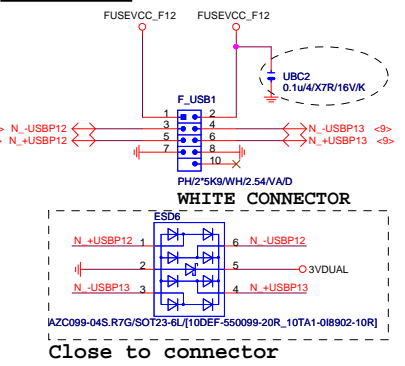 FUSEVCC_F12 FUSEVCC_F12
UBC2
0.1u/4/X7R/16V/K
F_USB1
1 2
N_-USBP12 3 4 N_-USBP13 <9>
N_+USBP12 5 6 N_+USBP13 <9>
7 8
10
PH/2*5K9/WH/2.54/VA/D
WHITE CONNECTOR
ESD6
N_+USBP12 1 6 N_-USBP12
2 5 3VDUAL
N_-USBP13 3 4 N_+USBP13
AZC099-04S.R7G/SOT23-6L/[10DEF-550099-20R_10TA1-0I8902-10R]
Close to connector